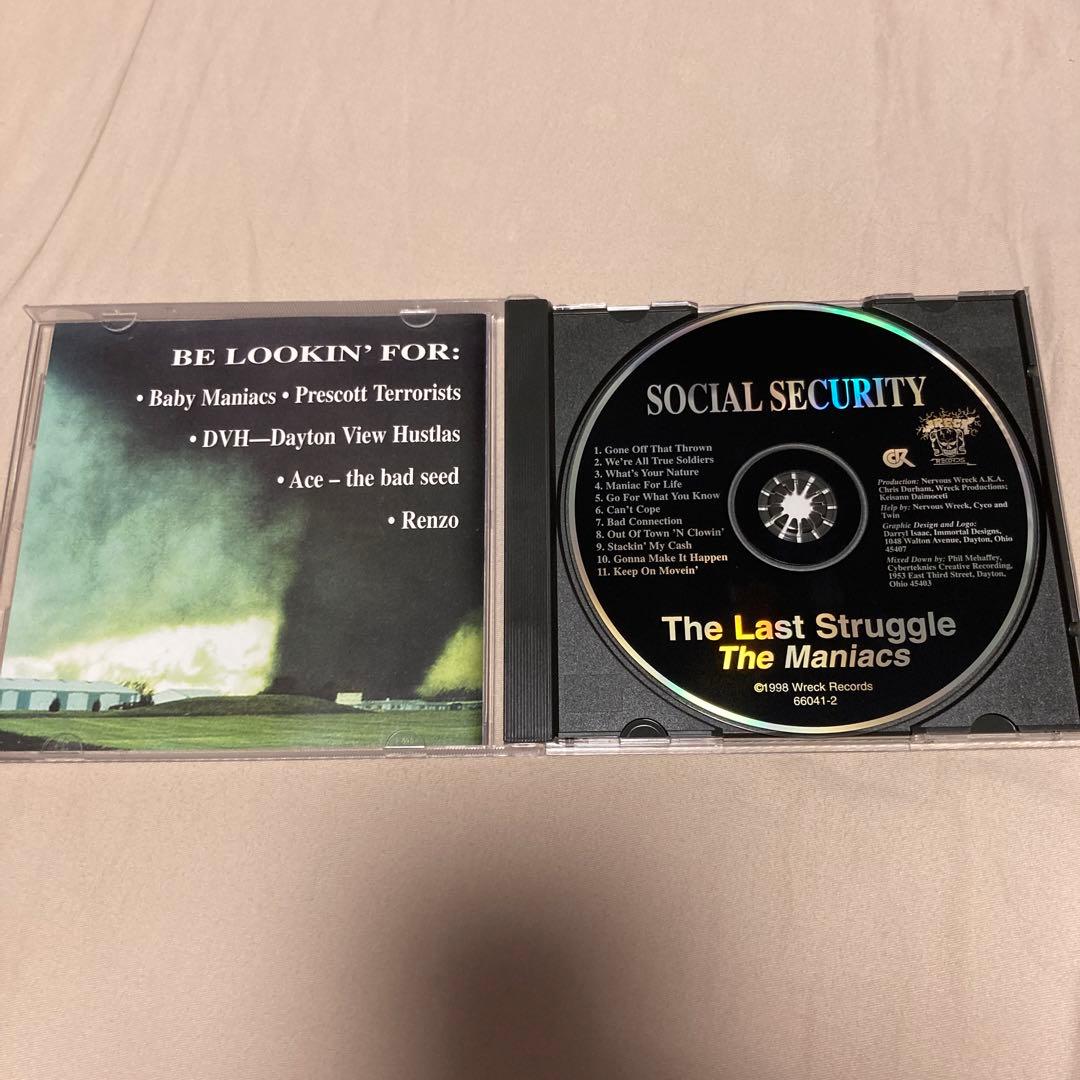 BE LOOKIN' FOR:
• Baby Maniacs • Prescott Terrorists
• DVH—Dayton View Hustlas
• Ace – the bad seed
• Renzo
SOCIAL SECURITY
1. Gone Off That Thrown
2. We're All True Soldiers
3. What's Your Nature
4. Maniac For Life
5. Go For What You Know
6. Can't Cope
7. Bad Connection
8. Out Of Town 'N Clowin'
9. Stackin' My Cash
10. Gonna Make It Happen
11. Keep On Movein'
WRECK
RECORDS
Production: Nervous Wreck A.K.A.
Chris Durham, Wreck Productions;
Keisann Daimoceti
Help by: Nervous Wreck, Cyco and
Twin
Graphic Design and Logo:
Darryl Isaac, Immortal Designs,
1048 Walton Avenue, Dayton, Ohio
45407
Mixed Down by: Phil Mehaffey,
Cyberteknics Creative Recording,
1953 East Third Street, Dayton,
Ohio 45403
The Last Struggle
The Maniacs
©1998 Wreck Records
66041-2